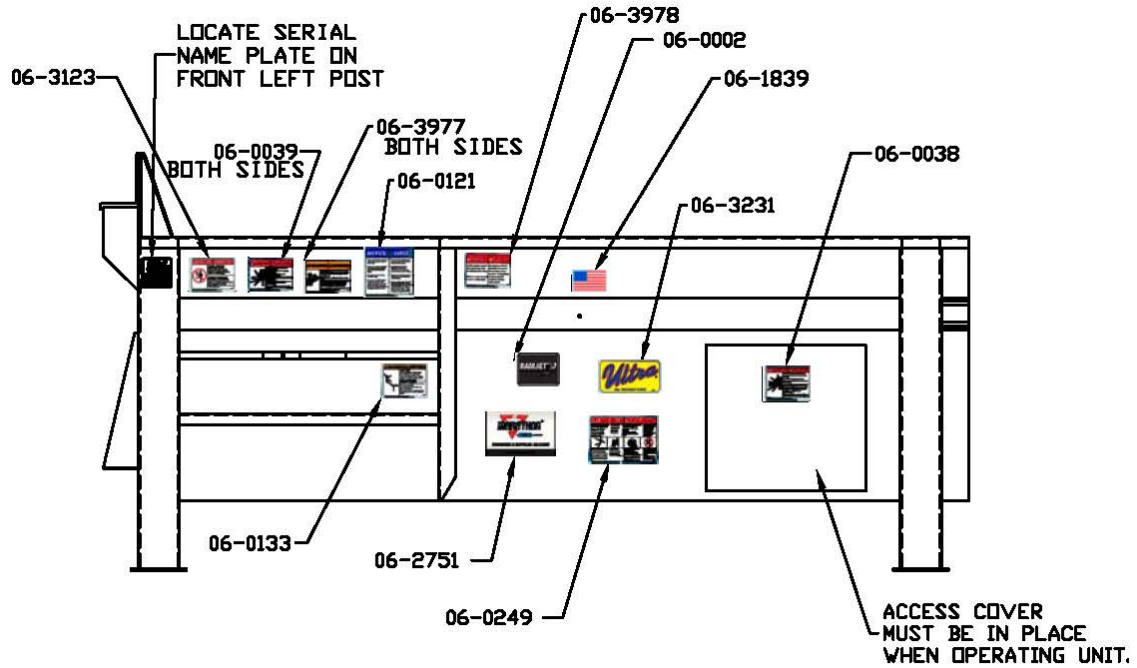 06-3978
06-0002
LOCATE SERIAL
NAME PLATE ON
FRONT LEFT POST
06-3123
06-1839
06-3977
BOTH SIDES
06-0039
BOTH SIDES
06-0038
06-0121
06-3231
RAMJET
Ultra
MARATHON
06-0133
06-2751
06-0249
ACCESS COVER
MUST BE IN PLACE
WHEN OPERATING UNIT.